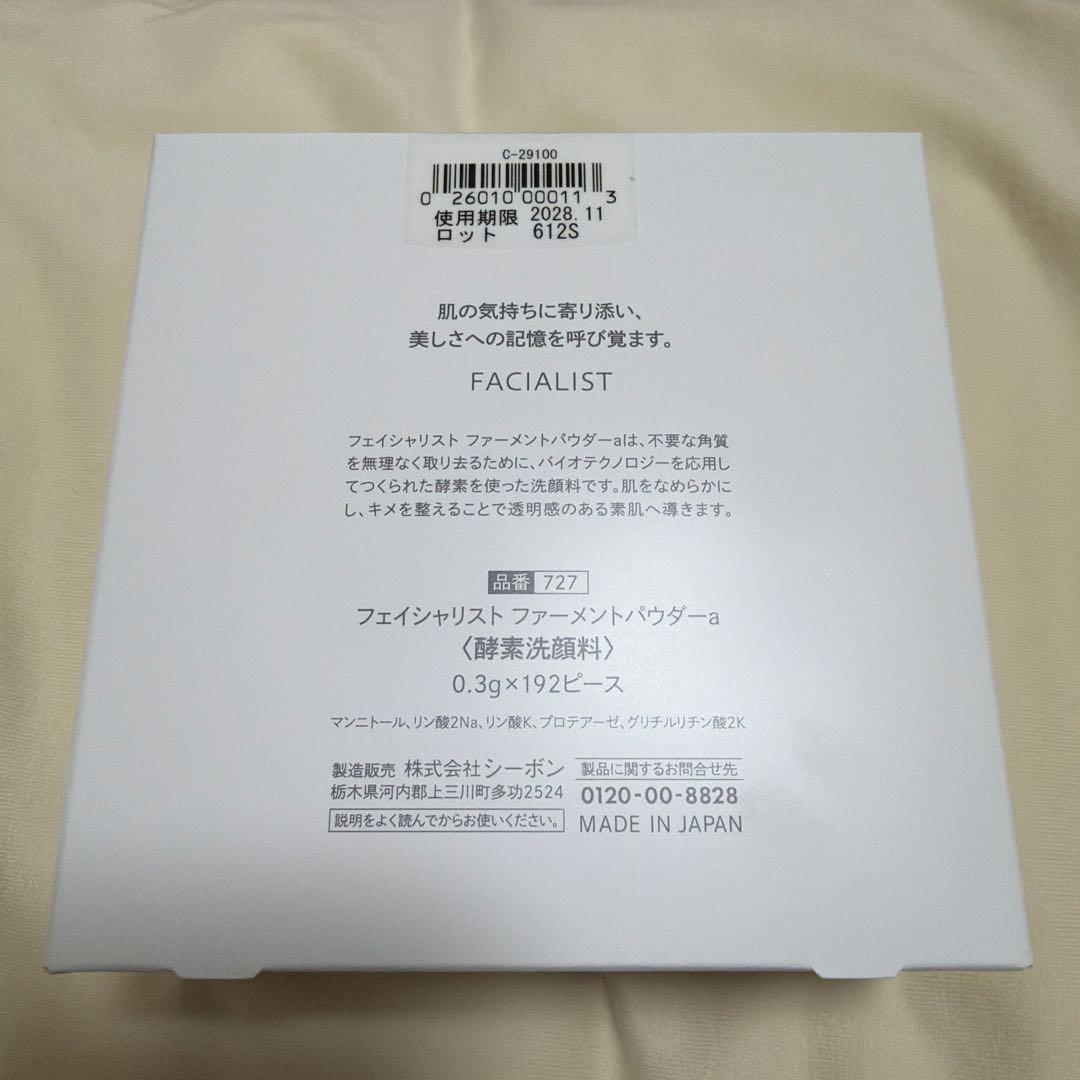 C-29100
0 26010 00011 3
使用期限 2028.11
ロット 612S
肌の気持ちに寄り添い、
美しさへの記憶を呼び覚ます。
FACIALIST
フェイシャリスト ファーメントパウダーaは、不要な角質
を無理なく取り去るために、バイオテクノロジーを応用し
てつくられた酵素を使った洗顔料です。肌をなめらかに
し、キメを整えることで透明感のある素肌へ導きます。
品番 727
フェイシャリスト ファーメントパウダーa
〈酵素洗顔料〉
0.3g×192ピース
マンニトール、リン酸2Na、リン酸K、プロテアーゼ、グリチルリチン酸2K
製造販売 株式会社シーボン
栃木県河内郡上三川町多功2524
説明をよく読んでからお使いください。
製品に関するお問合せ先
0120-00-8828
MADE IN JAPAN